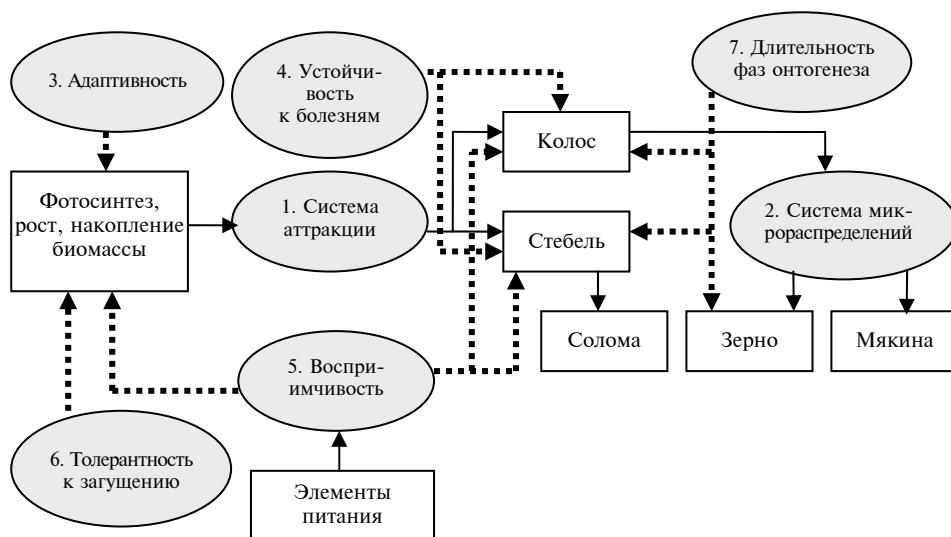 3. Адаптивность
4. Устойчи-
вость
к болезням
7. Длительность
фаз онтогенеза
Колос
Фотосинтез,
рост, накопление
биомассы
1. Система
аттракции
Стебель
2. Система мик-
рораспределений
Солома
Зерно
Мякина
5. Воспри-
имчивость
6. Толерантность
к загущению
Элементы
питания